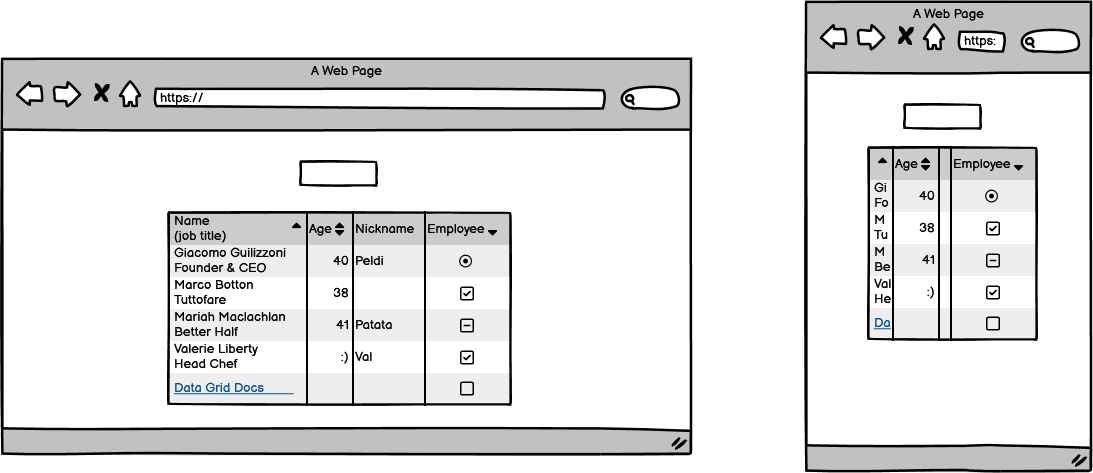 A Web Page
https://
Name
(job title)
Age
Nickname
Employee
Giacomo Guilizzoni
Founder & CEO
40
Peldi
Marco Botton
Tuttofare
38
Mariah Maclachlan
Better Half
41
Patata
Valerie Liberty
Head Chef
:)
Val
Data Grid Docs
A Web Page
https:
Age
Employee
Gi
Fo
40
M
Tu
38
M
Be
41
Val
He
:)
Da